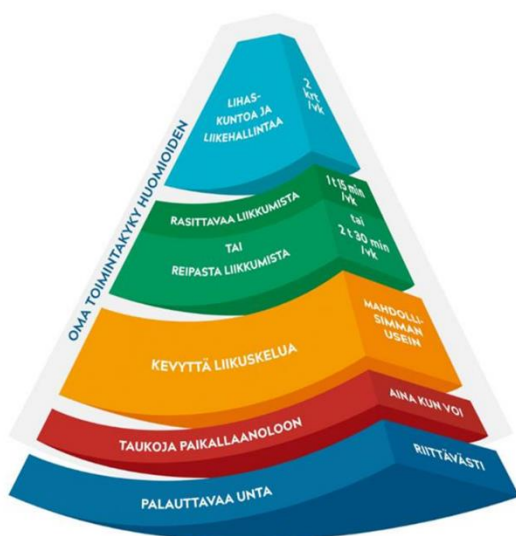 OMA TOIMINTAKYKY HUOMIOIDEN
LIHAS-
KUNTOA JA
LIIKEHALLINTAA
2
krt
/vk
RASITTAVAA LIIKKUMISTA
TAI
REIPASTA LIIKKUMISTA
1 t 15 min
/vk
tai
2 t 30 min
/vk
KEVYTTÄ LIIKUSKELUA
MAHDOLLI-
SIMMAN
USEIN
TAUKOJA PAIKALLAANOLOON
AINA KUN VOI
PALAUTTAVAA UNTA
RIITTÄVÄSTI